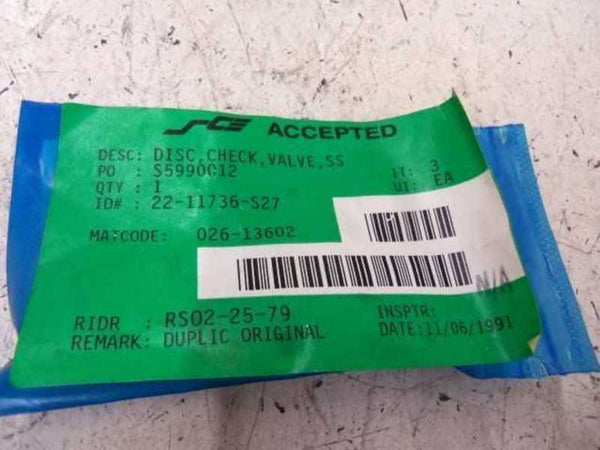 SCE ACCEPTED
DESC: DISC,CHECK,VALVE,SS
PO : S5990012 IT: 3
QTY : 1 UI: EA
ID# : 22-11736-S27
MATCODE: 026-13602
N/A
RIDR : RS02-25-79 INSPTR:
REMARK: DUPLIC ORIGINAL DATE:11/06/1991